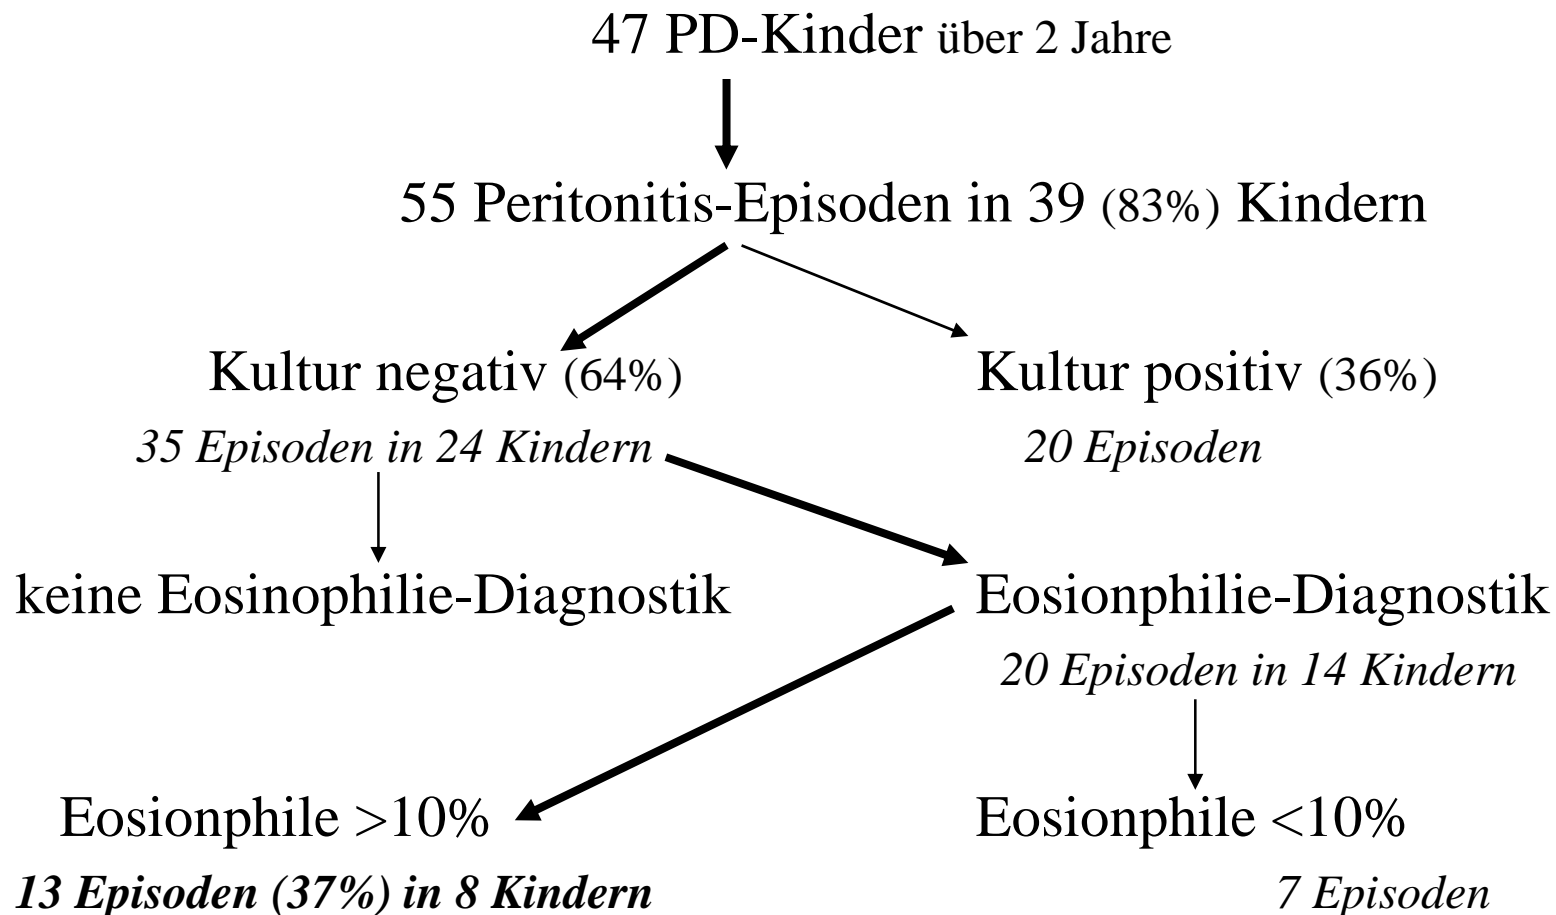 47 PD-Kinder über 2 Jahre
55 Peritonitis-Episoden in 39 (83%) Kindern
Kultur negativ (64%)
Kultur positiv (36%)
35 Episoden in 24 Kindern
20 Episoden
keine Eosinophilie-Diagnostik
Eosionphilie-Diagnostik
20 Episoden in 14 Kindern
Eosionphile >10%
Eosionphile <10%
13 Episoden (37%) in 8 Kindern
7 Episoden